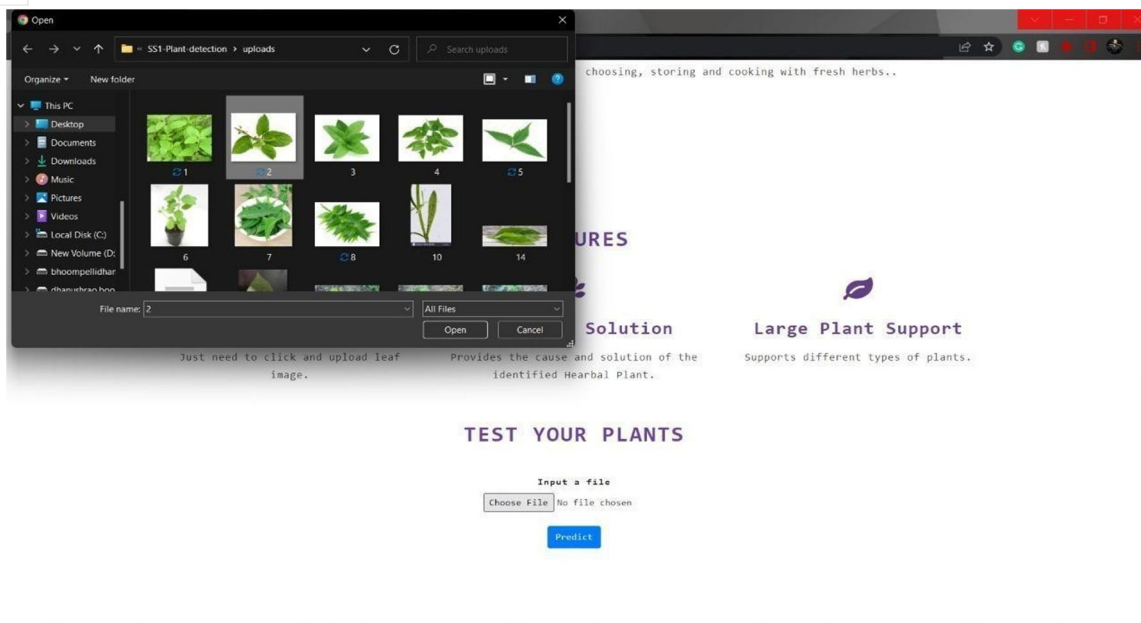 Open
« SS1-Plant-detection › uploads
Search uploads
Organize
New folder
This PC
Desktop
Documents
Downloads
Music
Pictures
Videos
Local Disk (C:)
New Volume (D:
bhoompellidhar
dhanushrao boo
1
2
3
4
5
6
7
8
10
14
File name: 2
All Files
Open
Cancel
choosing, storing and cooking with fresh herbs..
URES
Solution
Large Plant Support
Just need to click and upload leaf
image.
Provides the cause and solution of the
identified Hearbal Plant.
Supports different types of plants.
TEST YOUR PLANTS
Input a file
Choose File No file chosen
Predict